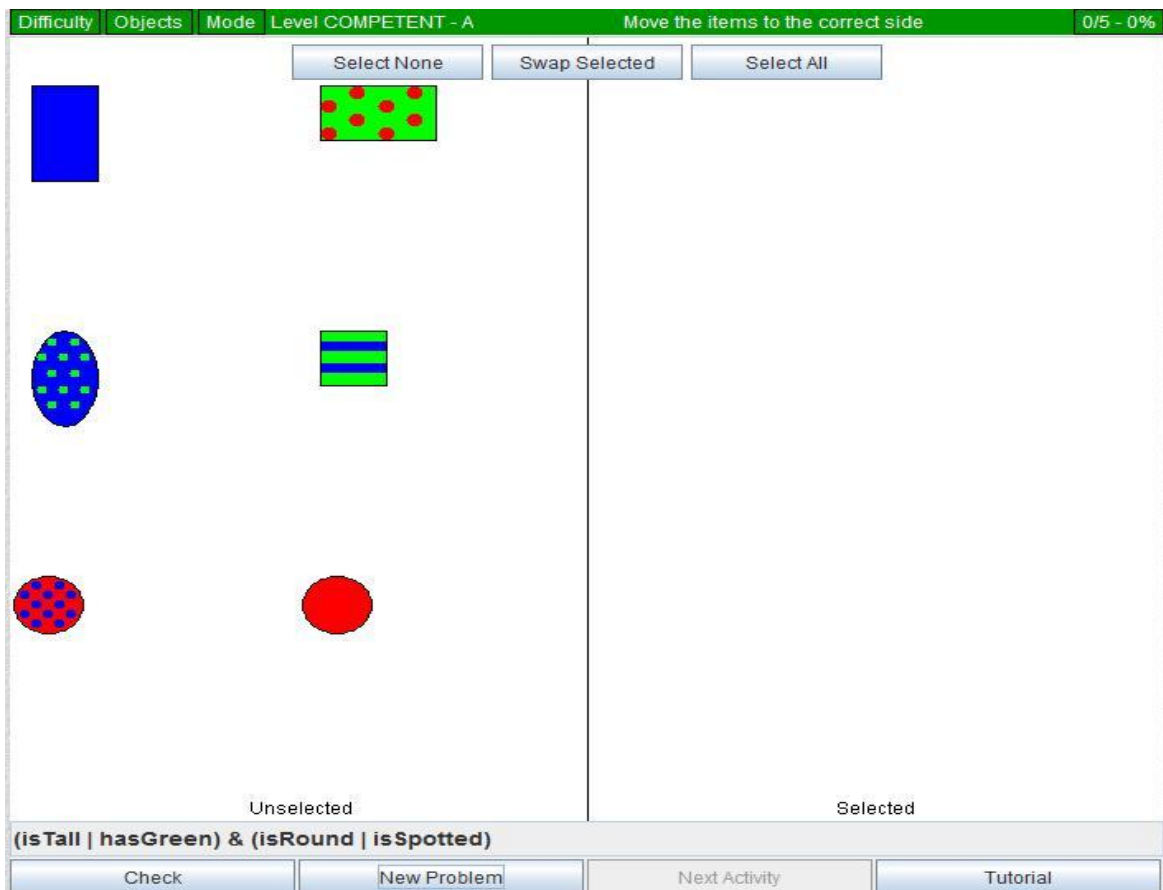 Difficulty Objects Mode Level COMPETENT - A Move the items to the correct side 0/5 - 0%
Select None Swap Selected Select All
Unselected Selected
(isTall | hasGreen) & (isRound | isSpotted)
Check New Problem Next Activity Tutorial